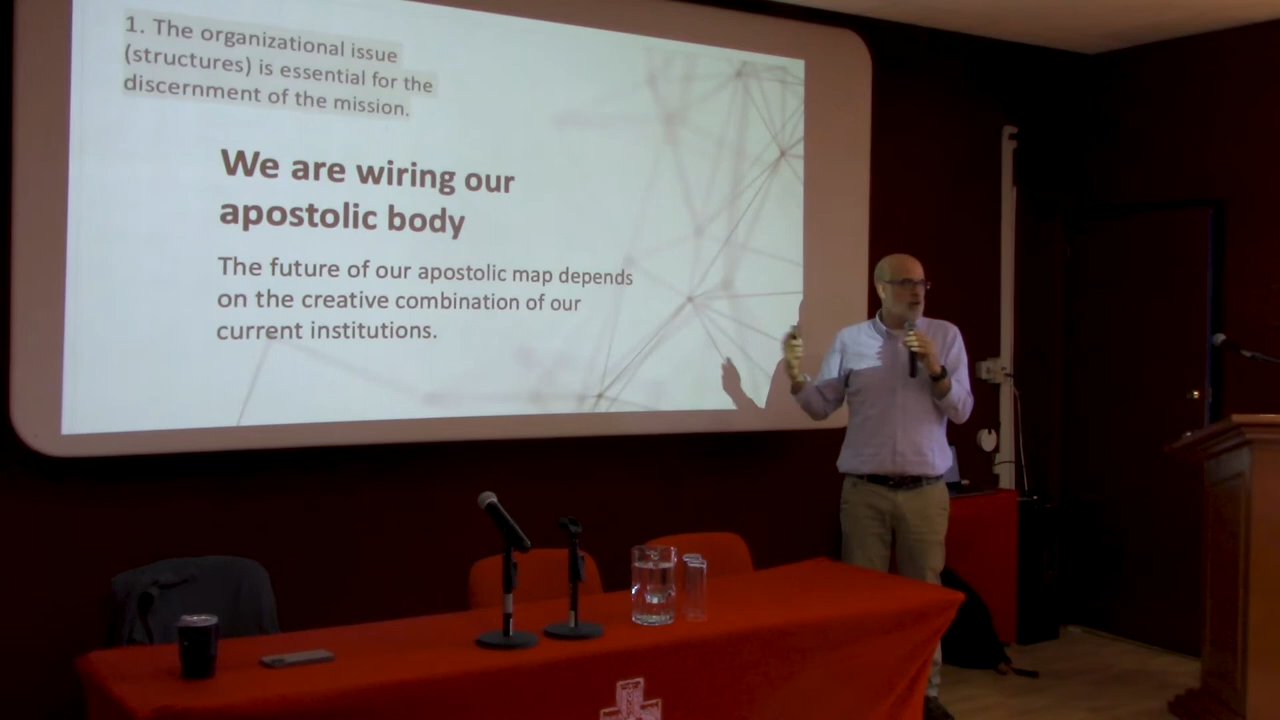 1. The organizational issue
(structures) is essential for the
discernment of the mission.
We are wiring our
apostolic body
The future of our apostolic map depends
on the creative combination of our
current institutions.